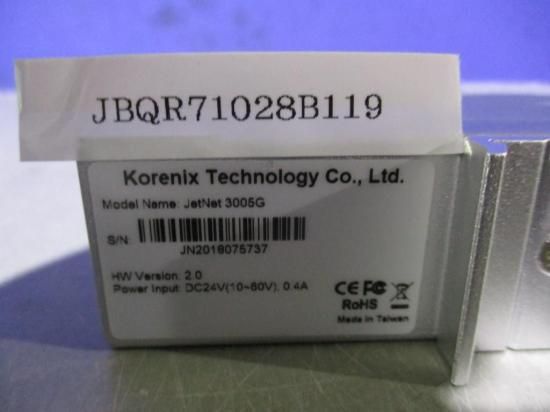 JBQR71028B119
Korenix Technology Co., Ltd.
Model Name: JetNet 3005G
S/N:
JN2018075737
HW Version: 2.0
Power Input: DC24V(10~60V), 0.4A
CE FC
RoHS
Made in Taiwan